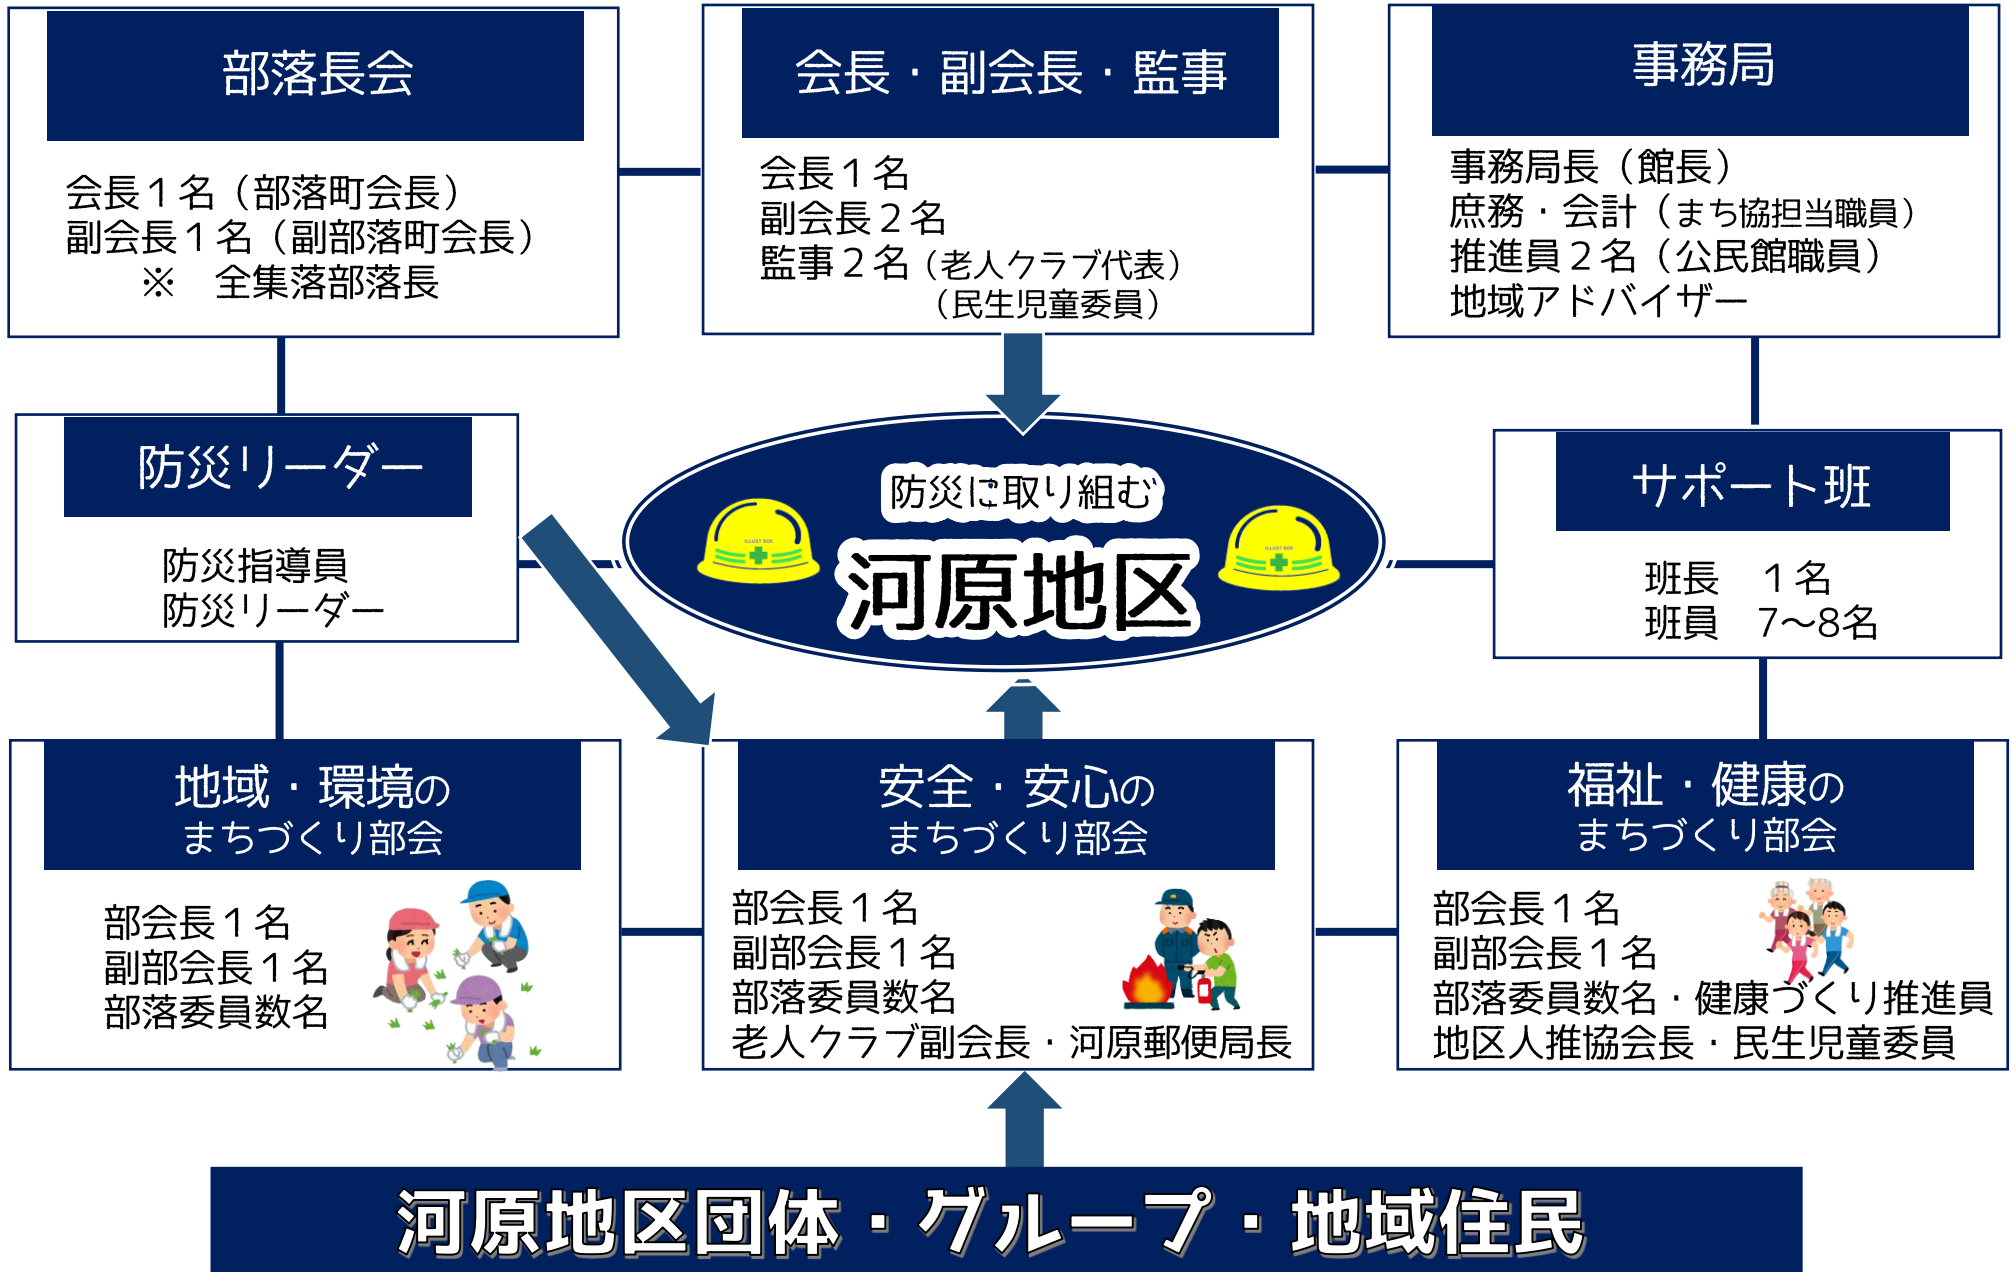 部落長会
会長１名（部落町会長）
副会長１名（副部落町会長）
※　全集落部落長
会長・副会長・監事
会長１名
副会長２名
監事２名（老人クラブ代表）
（民生児童委員）
事務局
事務局長（館長）
庶務・会計（まち協担当職員）
推進員２名（公民館職員）
地域アドバイザー
防災リーダー
防災指導員
防災リーダー
防災に取り組む
河原地区
ILLUST BOX
ILLUST BOX
サポート班
班長　１名
班員　7～8名
地域・環境の
まちづくり部会
部会長１名
副部会長１名
部落委員数名
安全・安心の
まちづくり部会
部会長１名
副部会長１名
部落委員数名
老人クラブ副会長・河原郵便局長
福祉・健康の
まちづくり部会
部会長１名
副部会長１名
部落委員数名・健康づくり推進員
地区人推協会長・民生児童委員
河原地区団体・グループ・地域住民